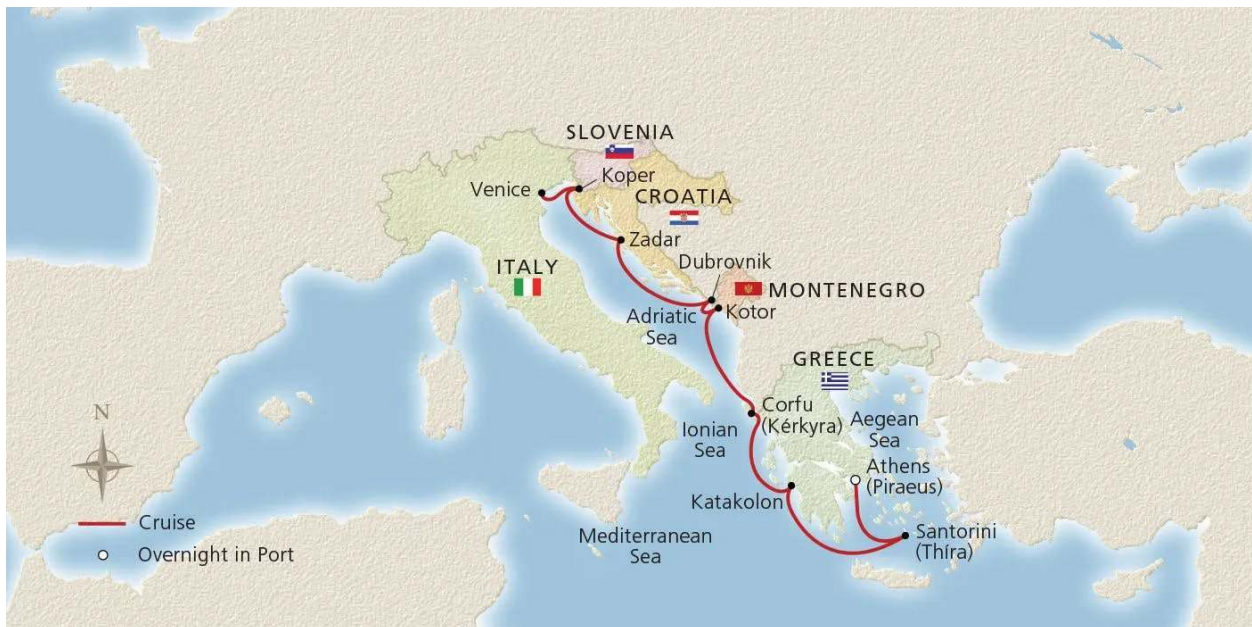 SLOVENIA
Koper
Venice
CROATIA
Zadar
Dubrovnik
ITALY
MONTENEGRO
Kotor
Adriatic
Sea
GREECE
Corfu
(Kérkyra)
Ionian
Sea
Aegean
Sea
Athens
(Piraeus)
Katakolon
Santorini
(Thíra)
Mediterranean
Sea
N
Cruise
Overnight in Port